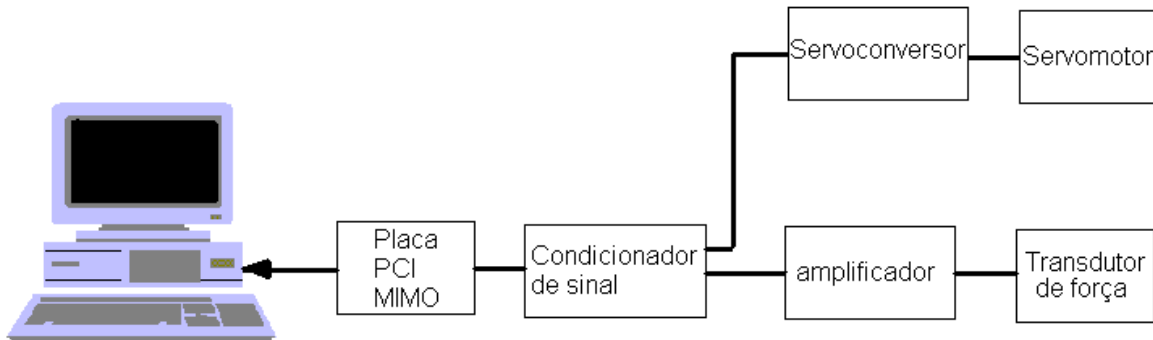 Servoconversor
Servomotor
Placa
PCI
MIMO
Condicionador
de sinal
amplificador
Transdutor
de força